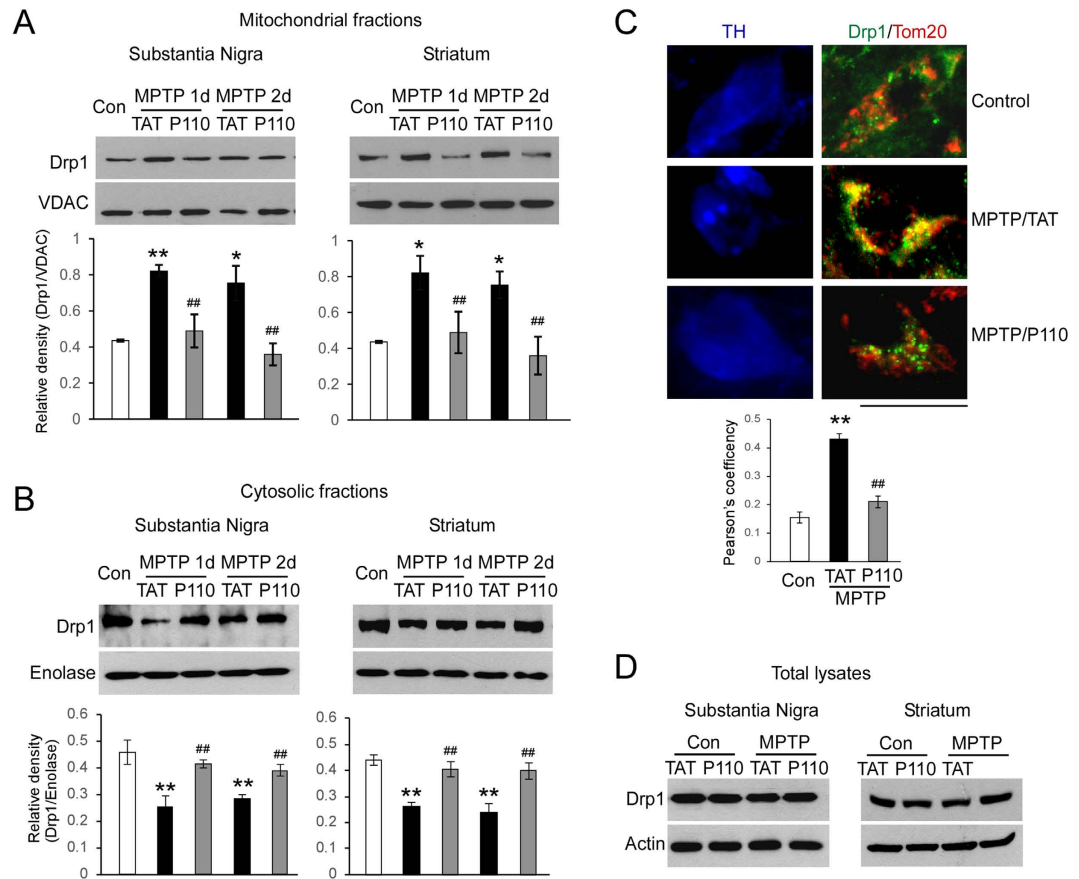 A
Mitochondrial fractions
Substantia Nigra
Striatum
Con
MPTP 1d
MPTP 2d
TAT P110
TAT P110
Con
MPTP 1d
MPTP 2d
TAT P110
TAT P110
Drp1
VDAC
Relative density (Drp1/VDAC)
1
0.8
0.6
0.4
0.2
0
**
##
*
##
1
0.8
0.6
0.4
0.2
0
*
##
*
##
B
Cytosolic fractions
Substantia Nigra
Striatum
Con
MPTP 1d
MPTP 2d
TAT P110
TAT P110
Con
MPTP 1d
MPTP 2d
TAT P110
TAT P110
Drp1
Enolase
Relative density
(Drp1/Enolase)
0.6
0.5
0.4
0.3
0.2
0.1
0
**
##
**
##
0.6
0.5
0.4
0.3
0.2
0.1
0
**
##
**
##
C
TH
Drp1/Tom20
Control
MPTP/TAT
MPTP/P110
Pearson's coefficency
0.5
0.4
0.3
0.2
0.1
0
**
##
Con
TAT P110
MPTP
D
Total lysates
Substantia Nigra
Striatum
Con
MPTP
TAT P110
TAT P110
Con
MPTP
TAT P110
TAT
Drp1
Actin